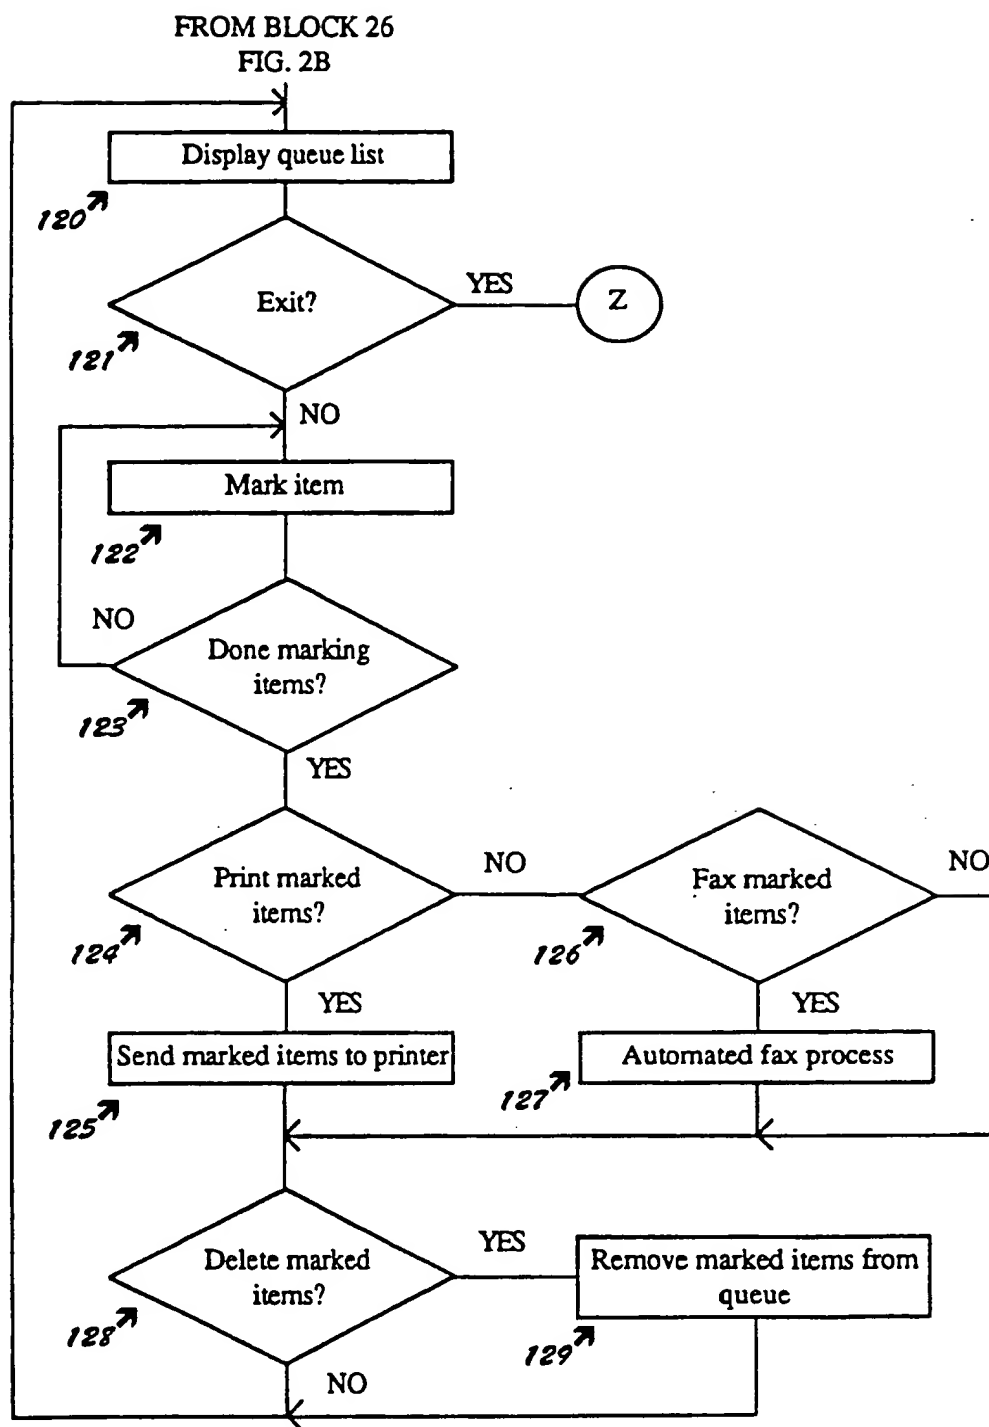 FROM BLOCK 26
FIG. 2B
Display queue list
120
Exit?
YES
Z
121
NO
Mark item
122
NO
Done marking
items?
123
YES
Print marked
items?
NO
Fax marked
items?
NO
124
126
YES
YES
Send marked items to printer
Automated fax process
125
127
Delete marked
items?
YES
Remove marked items from
queue
128
129
NO